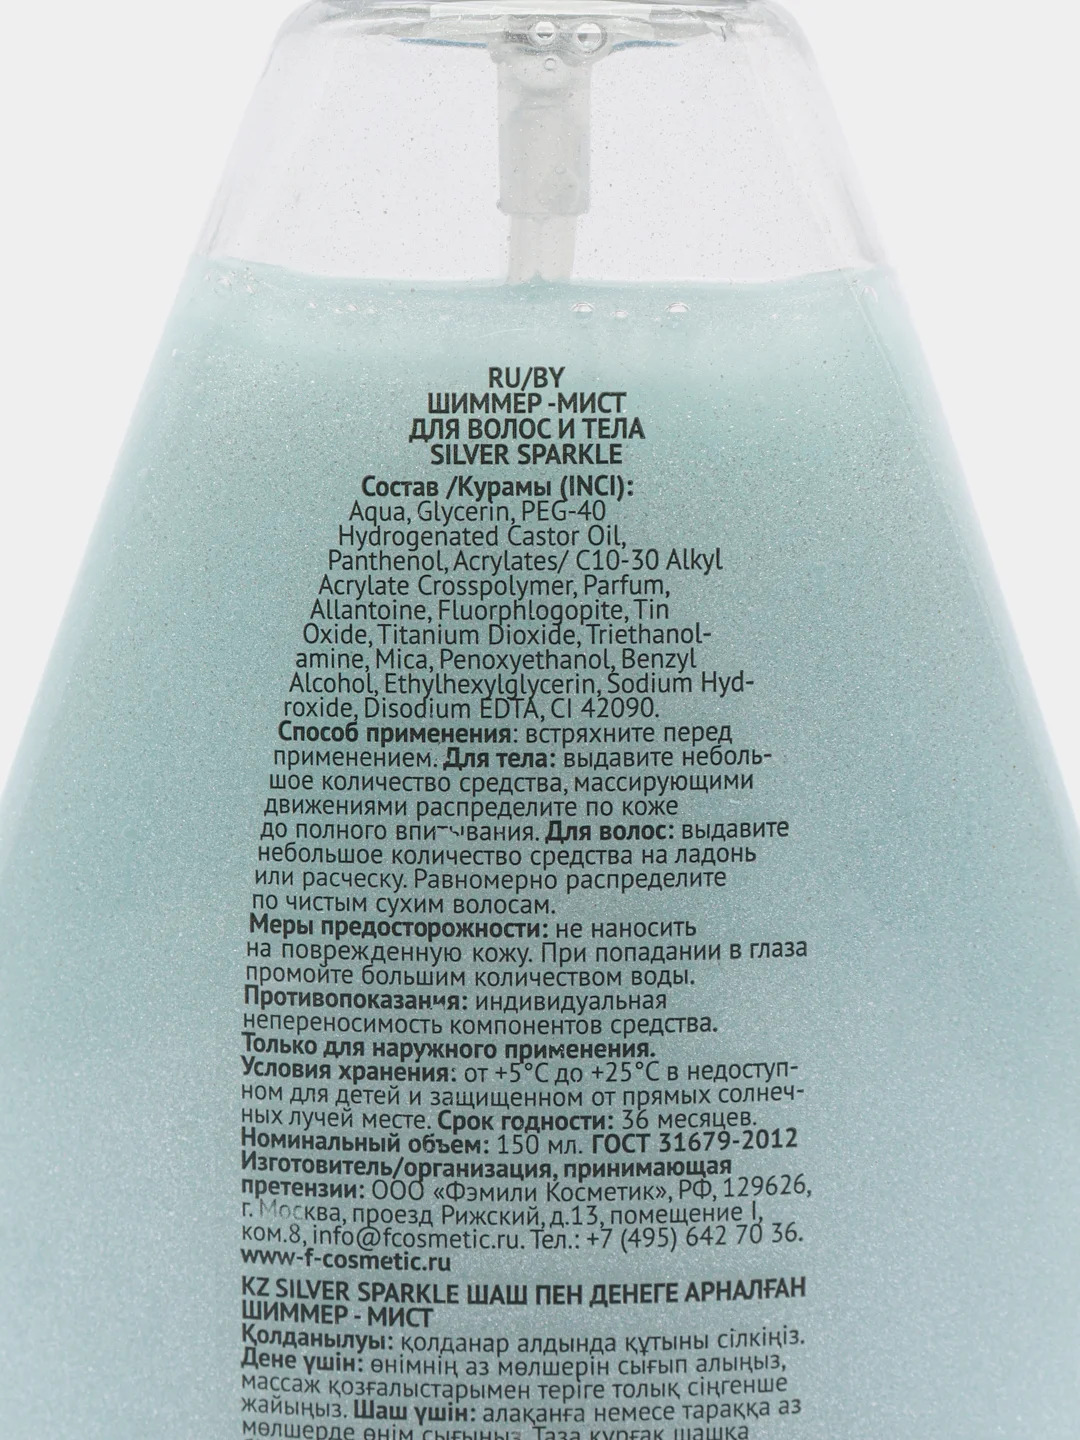 RU/BY
ШИММЕР -МИСТ
ДЛЯ ВОЛОС И ТЕЛА
SILVER SPARKLE
Состав /Курамы (INCI):
Aqua, Glycerin, PEG-40
Hydrogenated Castor Oil,
Panthenol, Acrylates/ C10-30 Alkyl
Acrylate Crosspolymer, Parfum,
Allantoine, Fluorphlogopite, Tin
Oxide, Titanium Dioxide, Triethanol-
amine, Mica, Penoxyethanol, Benzyl
Alcohol, Ethylhexylglycerin, Sodium Hyd-
roxide, Disodium EDTA, CI 42090.
Способ применения: встряхните перед
применением. Для тела: выдавите неболь-
шое количество средства, массирующими
движениями распределите по коже
до полного впитывания. Для волос: выдавите
небольшое количество средства на ладонь
или расческу. Равномерно распределите
по чистым сухим волосам.
Меры предосторожности: не наносить
на поврежденную кожу. При попадании в глаза
промойте большим количеством воды.
Противопоказания: индивидуальная
непереносимость компонентов средства.
Только для наружного применения.
Условия хранения: от +5°C до +25°C в недоступ-
ном для детей и защищенном от прямых солнеч-
ных лучей месте. Срок годности: 36 месяцев.
Номинальный объем: 150 мл. ГОСТ 31679-2012
Изготовитель/организация, принимающая
претензии: ООО «Фэмили Косметик», РФ, 129626,
г. Москва, проезд Рижский, д.13, помещение I,
ком.8, info@fcosmetic.ru. Тел.: +7 (495) 642 70 36.
www-f-cosmetic.ru
KZ SILVER SPARKLE ШАШ ПЕН ДЕНЕГЕ АРНАЛҒАН
ШИММЕР - МИСТ
Қолданылуы: қолданар алдында құтыны сілкіңіз.
Дене үшін: өнімнің аз мөлшерін сығып алыңыз,
массаж қозғалыстарымен теріге толық сіңгенше
жайыңыз. Шаш үшін: алақанға немесе тараққа аз
мөлшерде өнім сығыңыз. Таза құрғақ шашқа